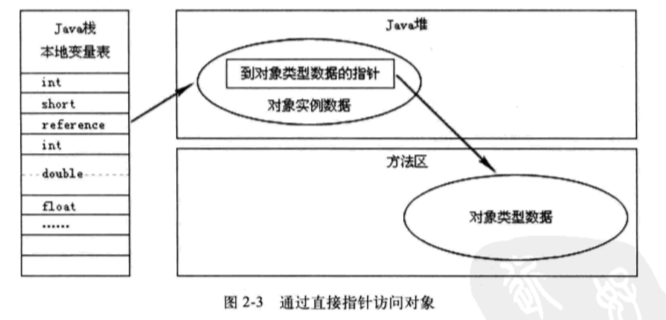 Java栈
本地变量表
int
short
reference
int
double
float
……
Java堆
到对象类型数据的指针
对象实例数据
方法区
对象类型数据
图 2-3 通过直接指针访问对象